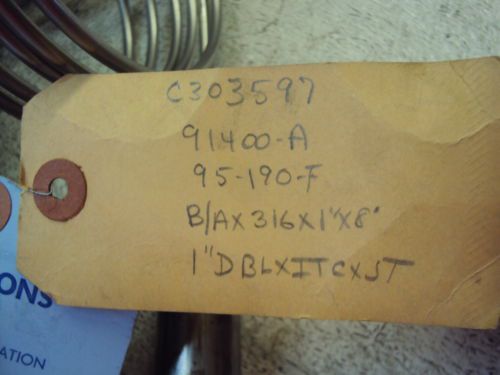 C303597
91400-A
95-190-F
B/AX316X1"X8"
1"DBLXITCXST
ONS
ATION